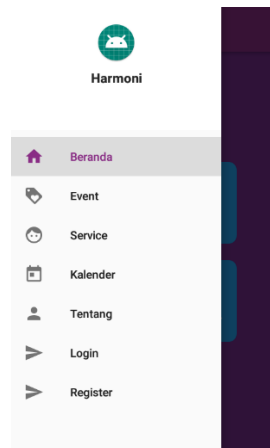 Harmoni
Beranda
Event
Service
Kalender
Tentang
Login
Register